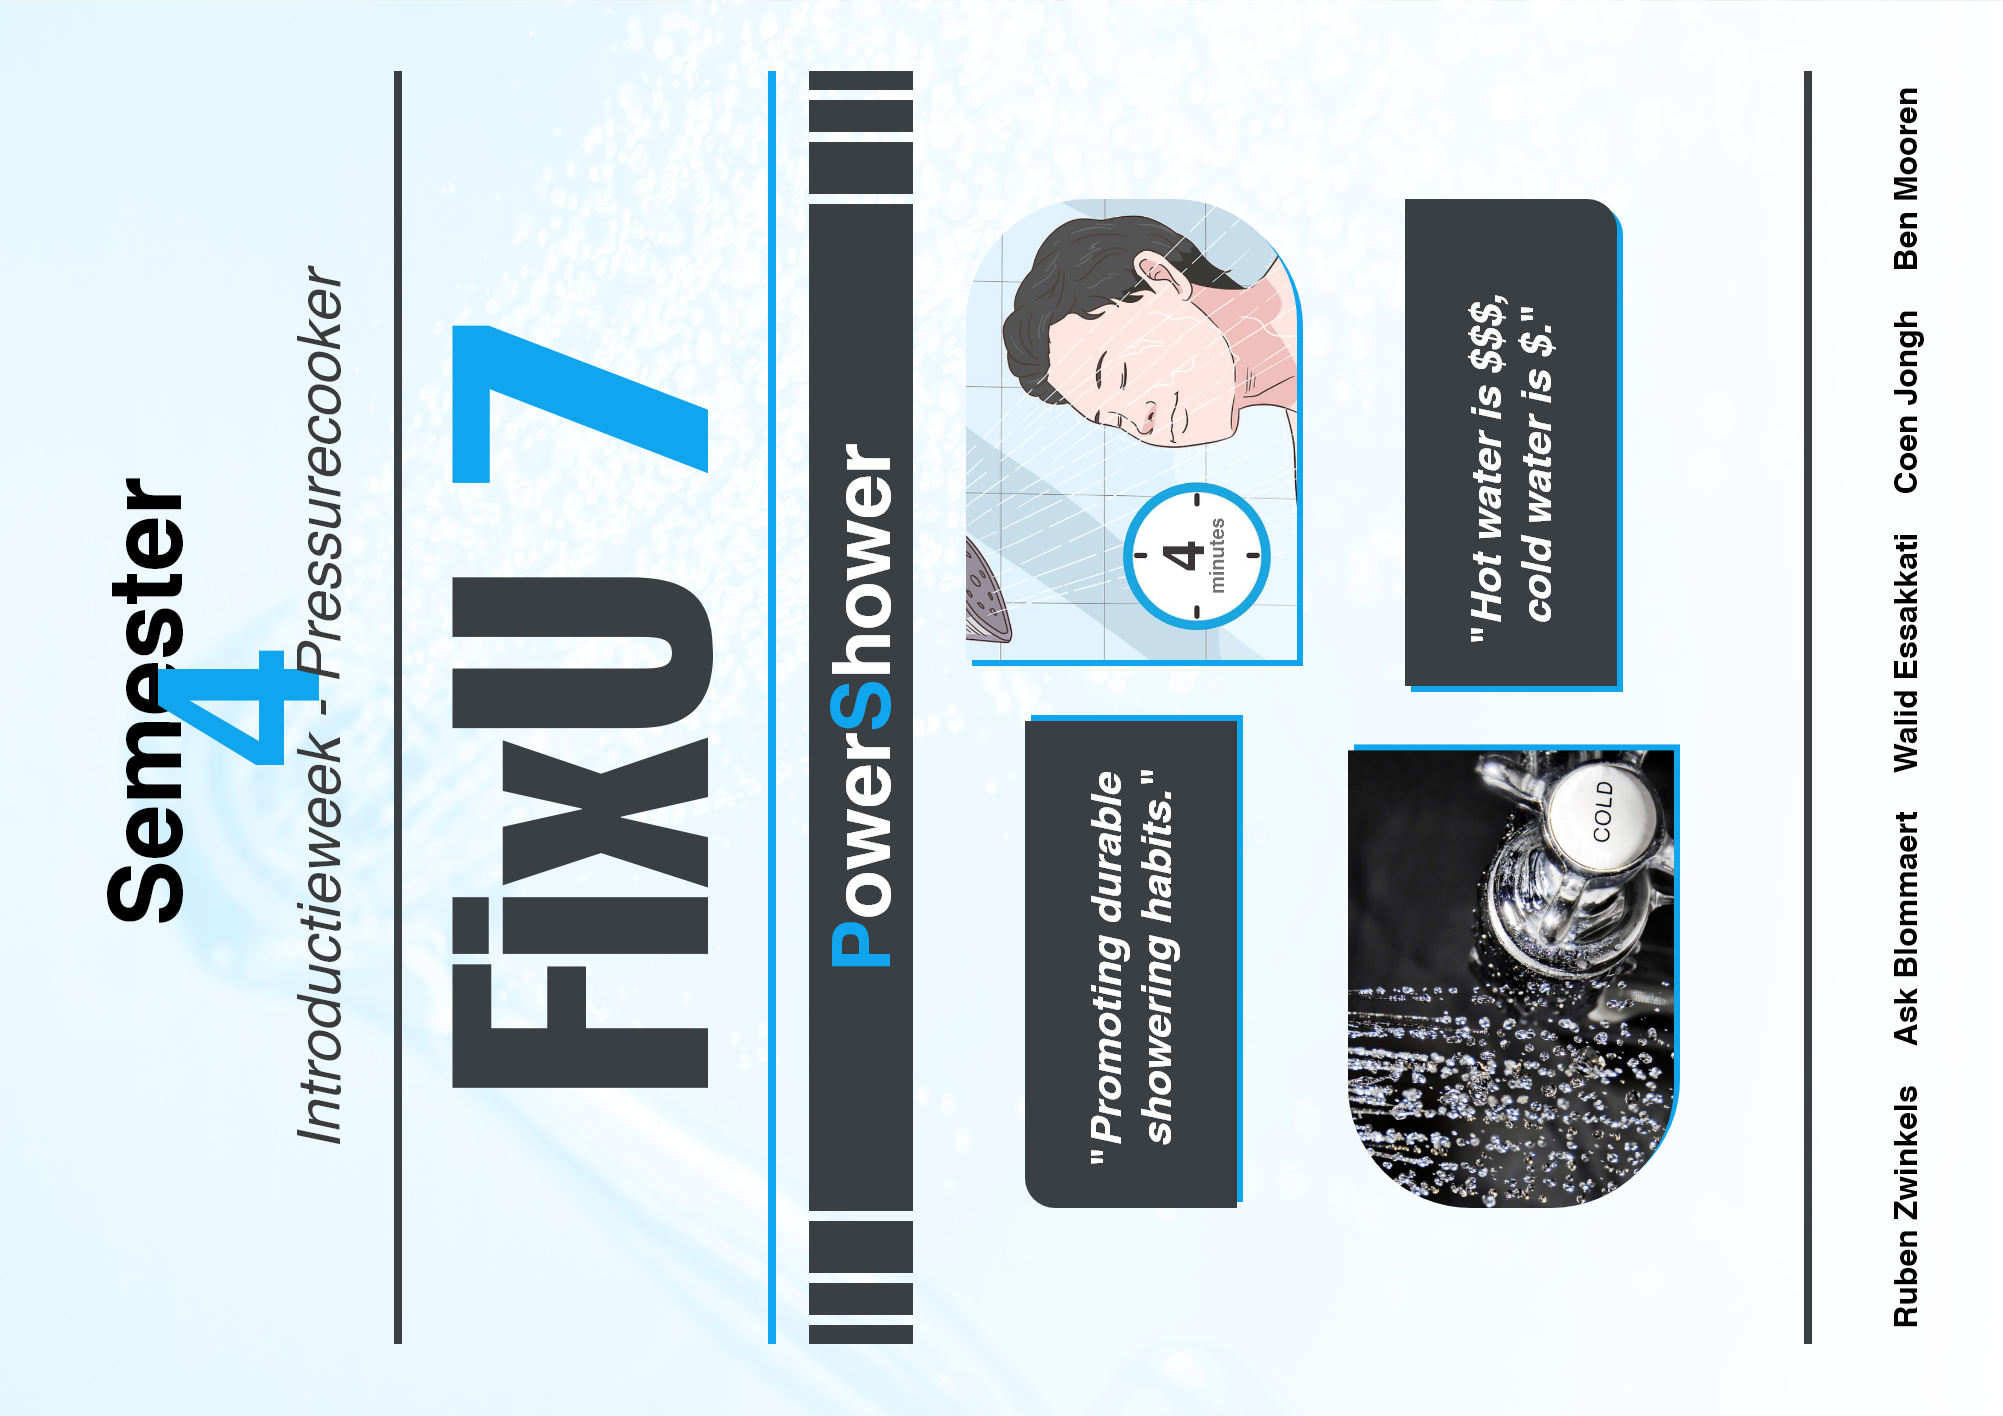 Semester
4
Introductieweek - Pressurecooker
FixU 7
PowerShower
4
minutes
"Promoting durable
showering habits."
"Hot water is $$$,
cold water is $."
COLD
Ruben Zwinkels Ask Blommaert Walid Essakati Coen Jongh Ben Mooren